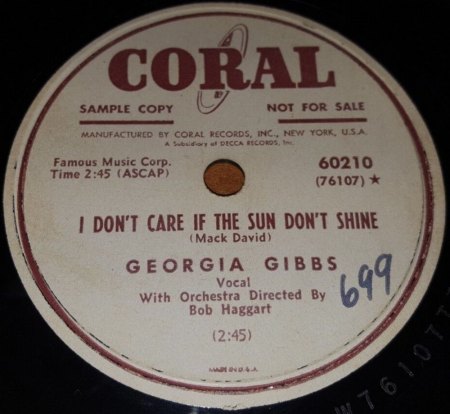 CORAL
SAMPLE COPY NOT FOR SALE
MANUFACTURED BY CORAL RECORDS, INC., NEW YORK, U.S.A.
A Subsidiary of DECCA RECORDS, Inc.
Famous Music Corp. 60210
Time 2:45 (ASCAP) (76107) ★
I DON'T CARE IF THE SUN DON'T SHINE
(Mack David)
GEORGIA GIBBS
Vocal
With Orchestra Directed By
Bob Haggart
699
(2:45)
MADE IN U.S.A.